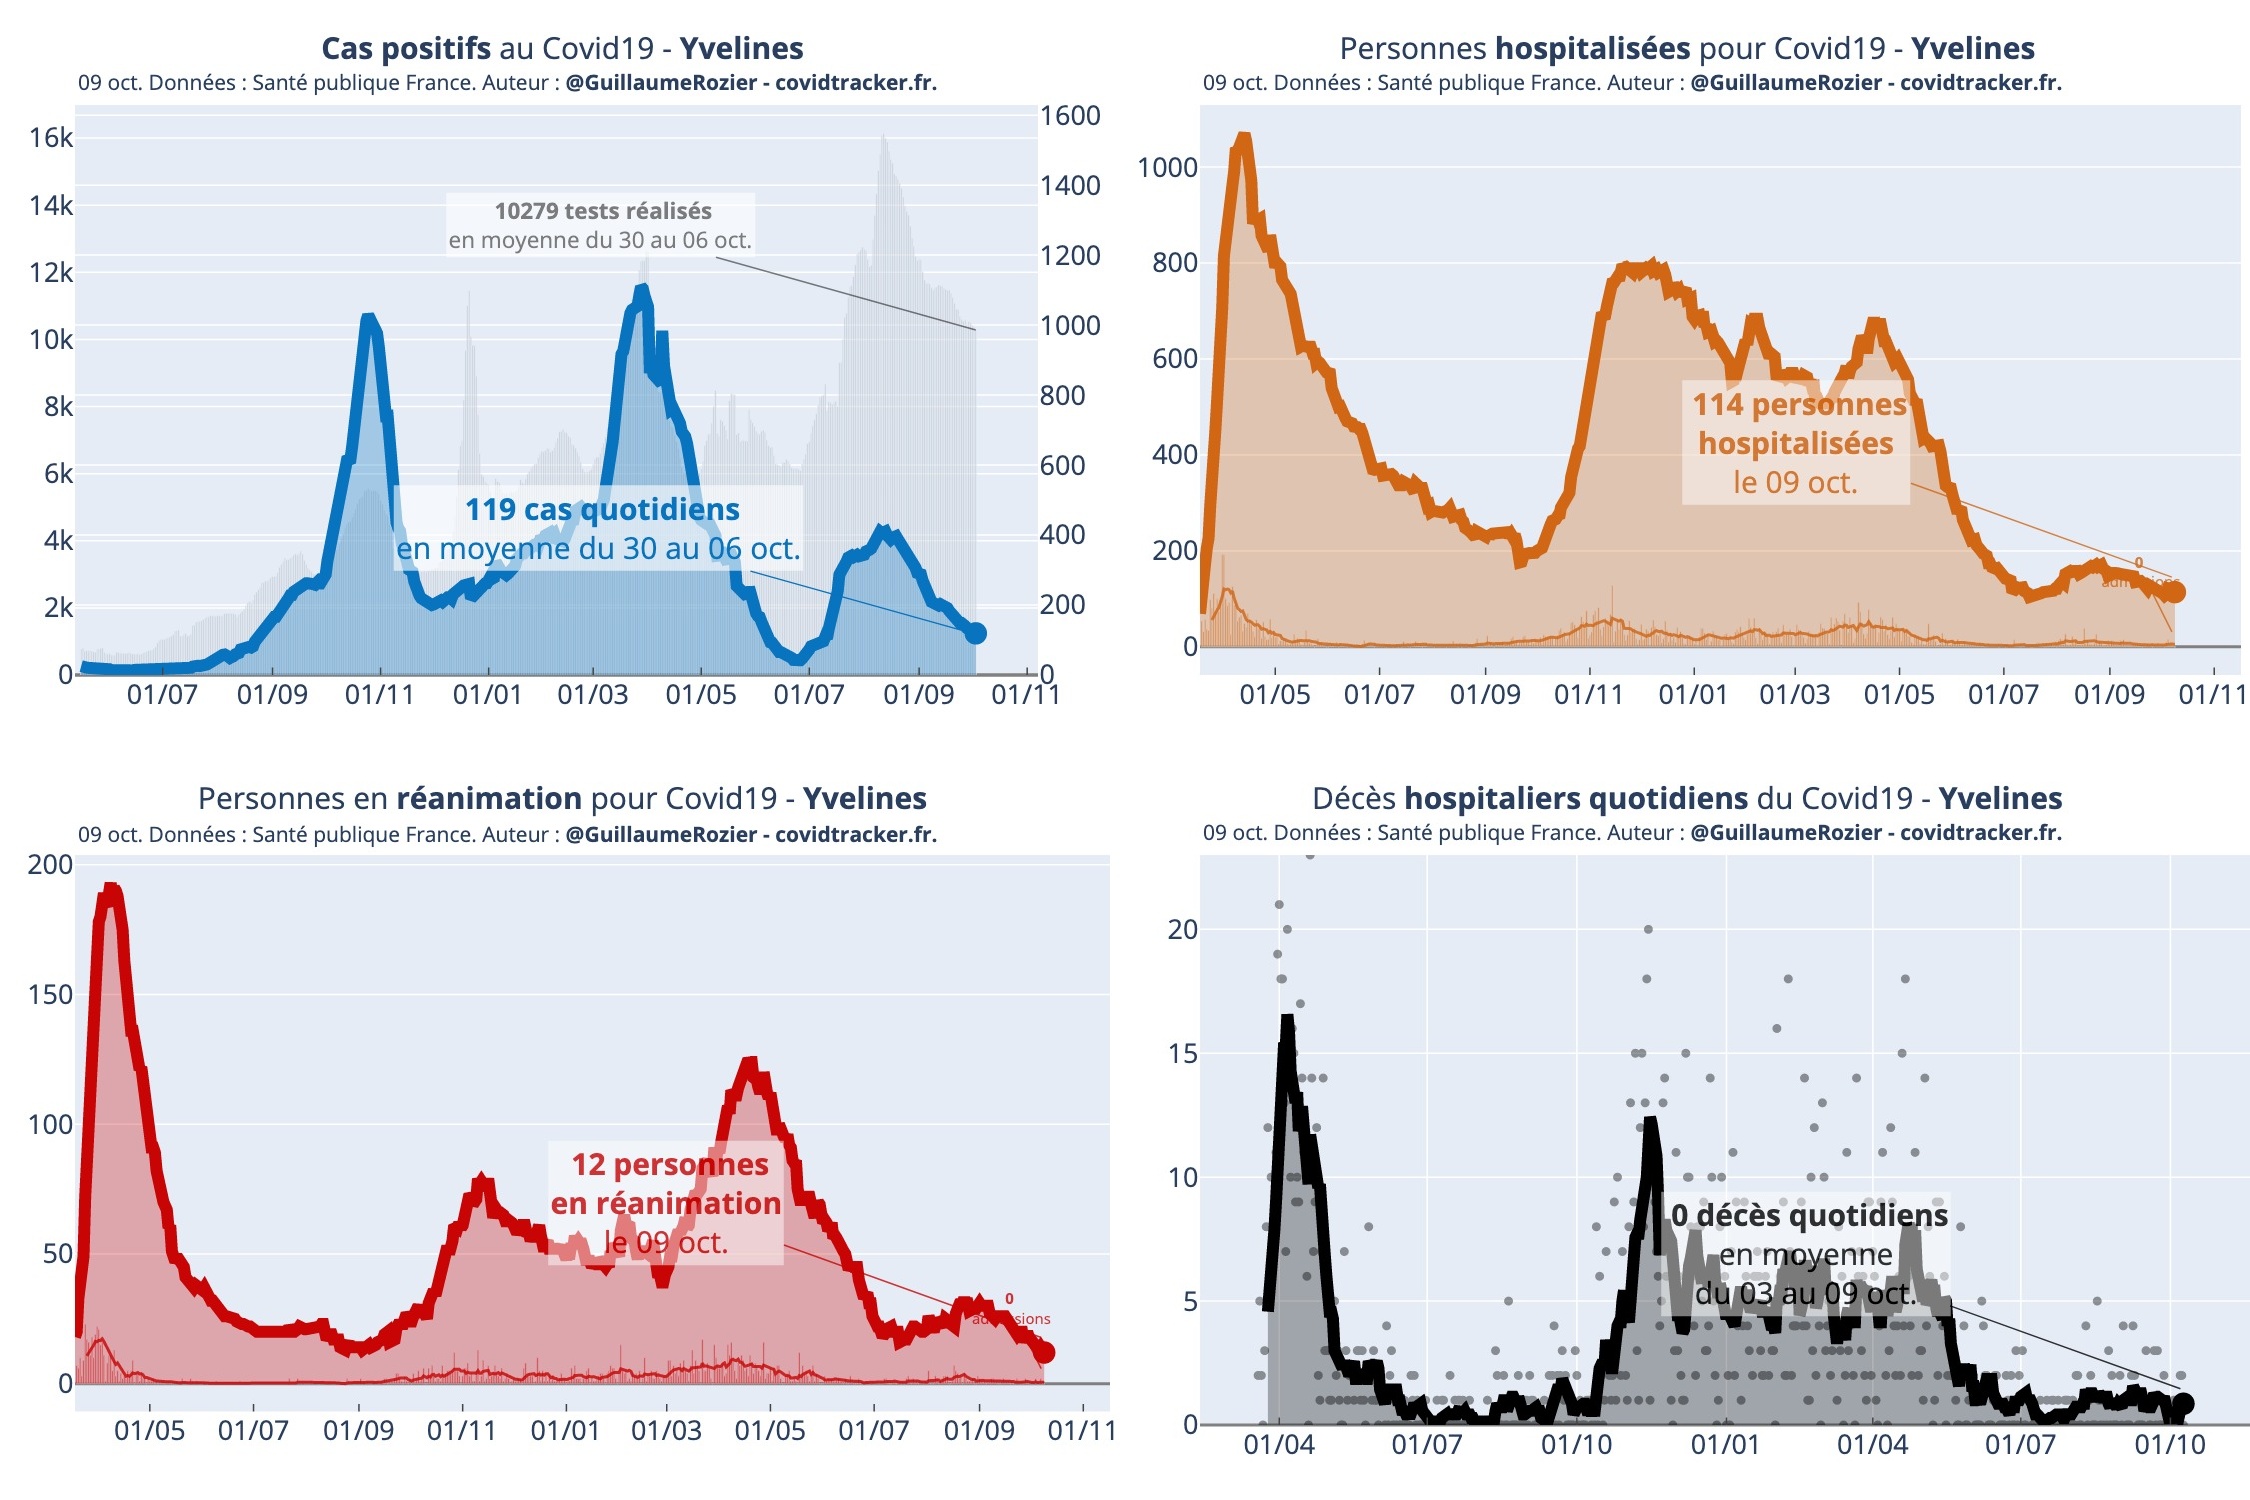 Cas positifs au Covid19 - Yvelines
09 oct. Données : Santé publique France. Auteur : @GuillaumeRozier - covidtracker.fr.
16k
14k
12k
10k
8k
6k
4k
2k
0
1600
1400
1200
1000
800
600
400
200
0
10279 tests réalisés
en moyenne du 30 au 06 oct.
119 cas quotidiens
en moyenne du 30 au 06 oct.
01/07 01/09 01/11 01/01 01/03 01/05 01/07 01/09 01/11
Personnes hospitalisées pour Covid19 - Yvelines
09 oct. Données : Santé publique France. Auteur : @GuillaumeRozier - covidtracker.fr.
1000
800
600
400
200
0
114 personnes
hospitalisées
le 09 oct.
0
admissions
01/05 01/07 01/09 01/11 01/01 01/03 01/05 01/07 01/09 01/11
Personnes en réanimation pour Covid19 - Yvelines
09 oct. Données : Santé publique France. Auteur : @GuillaumeRozier - covidtracker.fr.
200
150
100
50
0
12 personnes
en réanimation
le 09 oct.
0
admissions
01/05 01/07 01/09 01/11 01/01 01/03 01/05 01/07 01/09 01/11
Décès hospitaliers quotidiens du Covid19 - Yvelines
09 oct. Données : Santé publique France. Auteur : @GuillaumeRozier - covidtracker.fr.
20
15
10
5
0
0 décès quotidiens
en moyenne
du 03 au 09 oct.
01/04 01/07 01/10 01/01 01/04 01/07 01/10